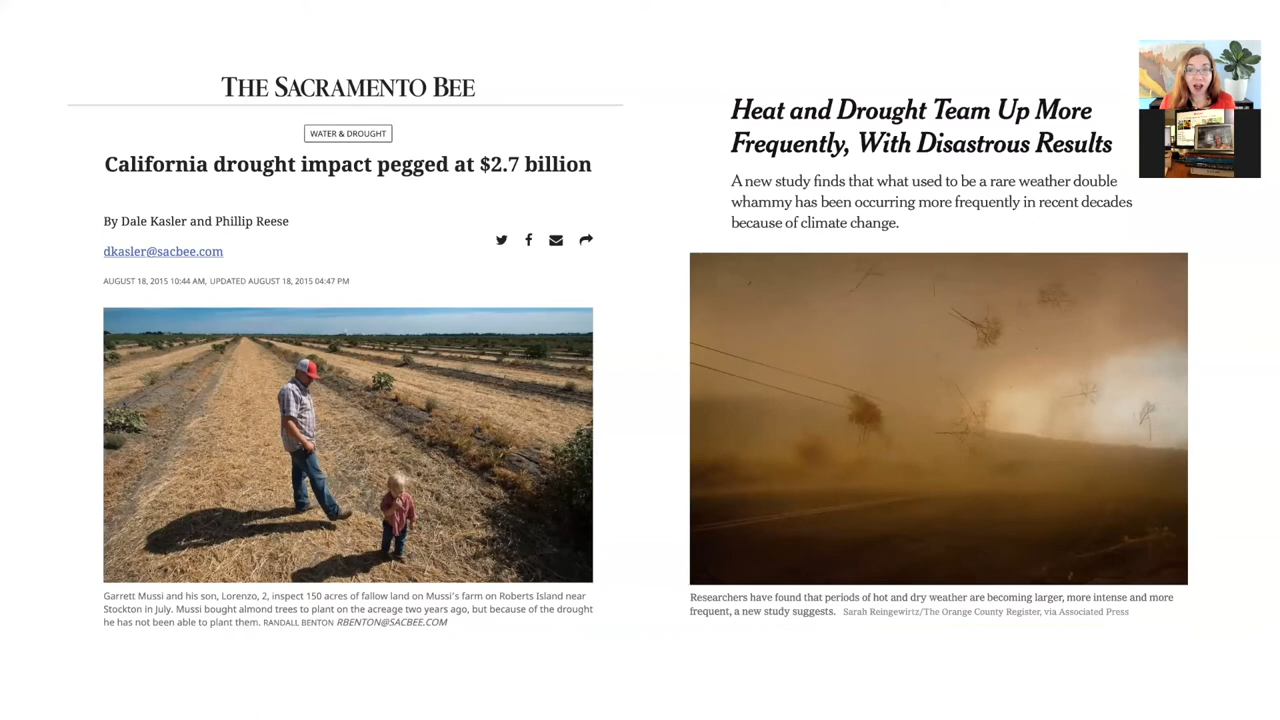 THE SACRAMENTO BEE
WATER & DROUGHT
California drought impact pegged at $2.7 billion
By Dale Kasler and Phillip Reese
dkasler@sacbee.com
AUGUST 18, 2015 10:44 AM, UPDATED AUGUST 18, 2015 04:47 PM
Garrett Mussi and his son, Lorenzo, 2, inspect 150 acres of fallow land on Mussi's farm on Roberts Island near
Stockton in July. Mussi bought almond trees to plant on the acreage two years ago, but because of the drought
he has not been able to plant them. RANDALL BENTON RBENTON@SACBEE.COM
Heat and Drought Team Up More
Frequently, With Disastrous Results
A new study finds that what used to be a rare weather double
whammy has been occurring more frequently in recent decades
because of climate change.
Researchers have found that periods of hot and dry weather are becoming larger, more intense and more
frequent, a new study suggests. Sarah Reingewirtz/The Orange County Register, via Associated Press